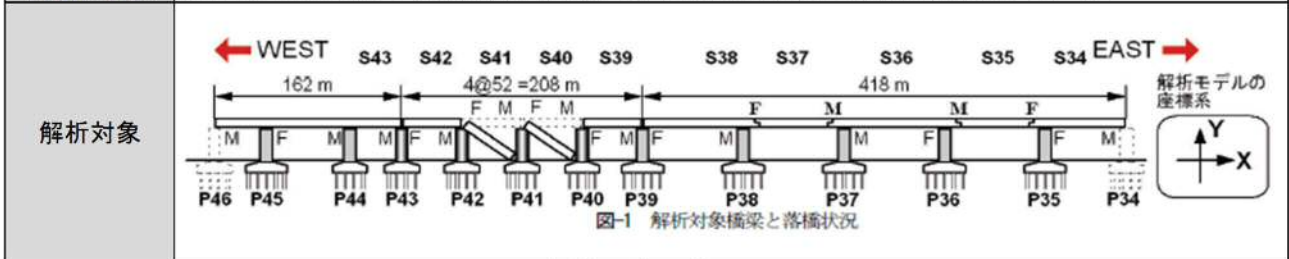 解析対象
WEST S43 S42 S41 S40 S39 S38 S37 S36 S35 S34 EAST
162 m 4@52 =208 m 418 m
F M F M F M M F
M F M M F M F M F M M F F M
P46 P45 P44 P43 P42 P41 P40 P39 P38 P37 P36 P35 P34
解析モデルの
座標系
Y
X
図-1 解析対象橋梁と落橋状況